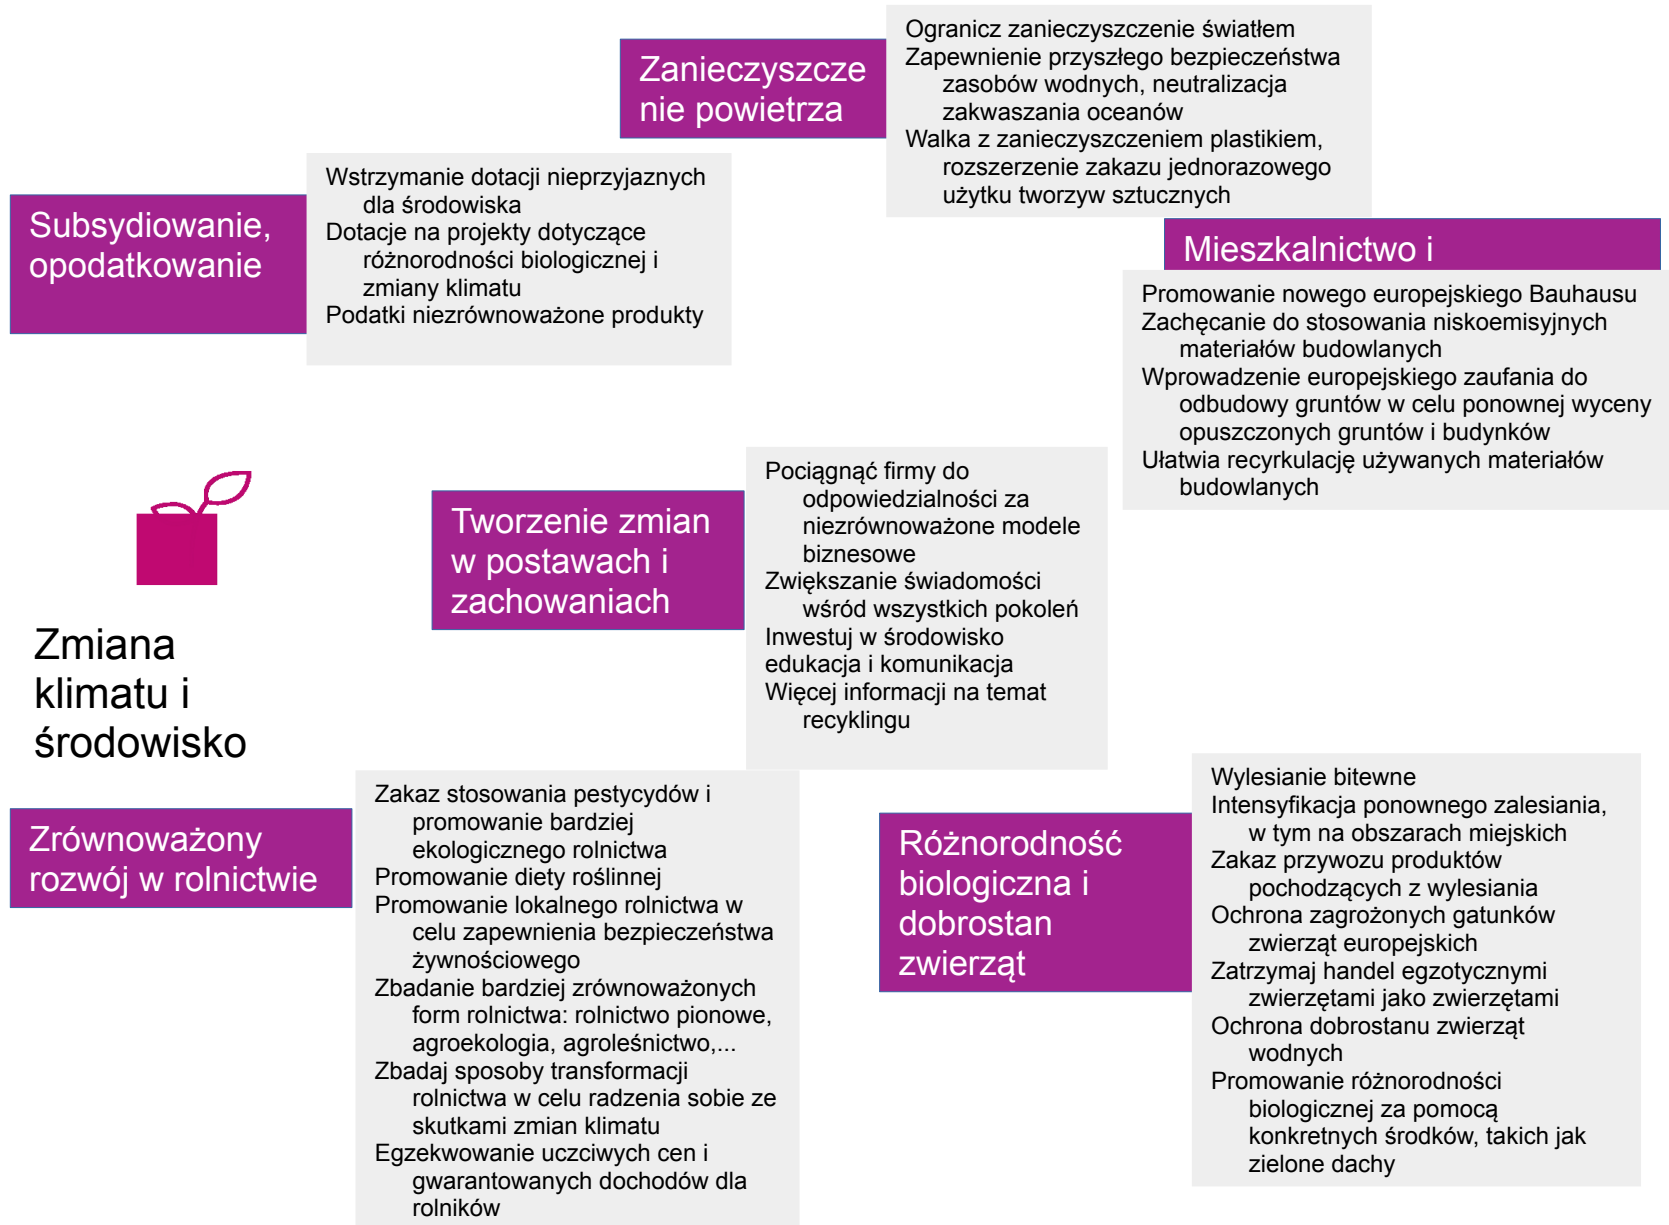 Zanieczyszcze
nie powietrza
Ogranicz zanieczyszczenie światłem
Zapewnienie przyszłego bezpieczeństwa
zasobów wodnych, neutralizacja
zakwaszania oceanów
Walka z zanieczyszczeniem plastikiem,
rozszerzenie zakazu jednorazowego
użytku tworzyw sztucznych
Subsydiowanie,
opodatkowanie
Wstrzymanie dotacji nieprzyjaznych
dla środowiska
Dotacje na projekty dotyczące
różnorodności biologicznej i
zmiany klimatu
Podatki niezrównoważone produkty
Mieszkalnictwo i
Promowanie nowego europejskiego Bauhausu
Zachęcanie do stosowania niskoemisyjnych
materiałów budowlanych
Wprowadzenie europejskiego zaufania do
odbudowy gruntów w celu ponownej wyceny
opuszczonych gruntów i budynków
Ułatwia recyrkulację używanych materiałów
budowlanych
Tworzenie zmian
w postawach i
zachowaniach
Pociągnąć firmy do
odpowiedzialności za
niezrównoważone modele
biznesowe
Zwiększanie świadomości
wśród wszystkich pokoleń
Inwestuj w środowisko
edukacja i komunikacja
Więcej informacji na temat
recyklingu
Zmiana
klimatu i
środowisko
Zrównoważony
rozwój w rolnictwie
Zakaz stosowania pestycydów i
promowanie bardziej
ekologicznego rolnictwa
Promowanie diety roślinnej
Promowanie lokalnego rolnictwa w
celu zapewnienia bezpieczeństwa
żywnościowego
Zbadanie bardziej zrównoważonych
form rolnictwa: rolnictwo pionowe,
agroekologia, agroleśnictwo,...
Zbadaj sposoby transformacji
rolnictwa w celu radzenia sobie ze
skutkami zmian klimatu
Egzekwowanie uczciwych cen i
gwarantowanych dochodów dla
rolników
Różnorodność
biologiczna i
dobrostan
zwierząt
Wylesianie bitewne
Intensyfikacja ponownego zalesiania,
w tym na obszarach miejskich
Zakaz przywozu produktów
pochodzących z wylesiania
Ochrona zagrożonych gatunków
zwierząt europejskich
Zatrzymaj handel egzotycznymi
zwierzętami jako zwierzętami
Ochrona dobrostanu zwierząt
wodnych
Promowanie różnorodności
biologicznej za pomocą
konkretnych środków, takich jak
zielone dachy